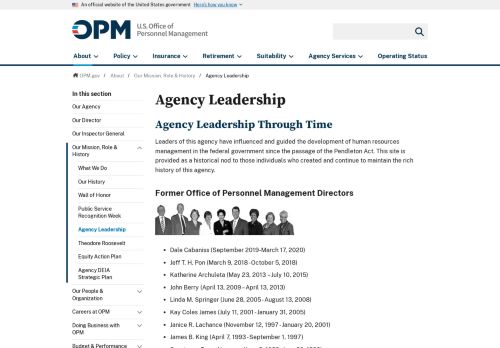 An official website of the United States government Here's how you know
OPM U.S. Office of
Personnel Management
About Policy Insurance Retirement Suitability Agency Services Operating Status
OPM.gov / About / Our Mission, Role & History / Agency Leadership
In this section
Our Agency
Our Director
Our Inspector General
Our Mission, Role &
History
What We Do
Our History
Wall of Honor
Public Service
Recognition Week
Agency Leadership
Theodore Roosevelt
Equity Action Plan
Agency DEIA
Strategic Plan
Our People &
Organization
Careers at OPM
Doing Business with
OPM
Budget & Performance
Agency Leadership
Agency Leadership Through Time
Leaders of this agency have influenced and guided the development of human resources
management in the federal government since the passage of the Pendleton Act. This site is
provided as a historical nod to those individuals who created and continue to maintain the rich
history of this agency.
Former Office of Personnel Management Directors
Dale Cabaniss (September 2019-March 17, 2020)
Jeff T. H. Pon (March 9, 2018 - October 5, 2018)
Katherine Archuleta (May 23, 2013 – July 10, 2015)
John Berry (April 13, 2009 – April 13, 2013)
Linda M. Springer (June 28, 2005 - August 13, 2008)
Kay Coles James (July 11, 2001 - January 31, 2005)
Janice R. Lachance (November 12, 1997 - January 20, 2001)
James B. King (April 7, 1993 - September 1, 1997)